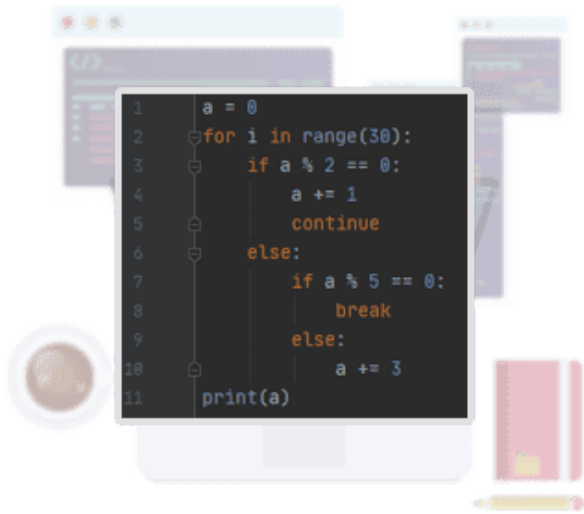 </>
1 a = 0
2 for i in range(30):
3 if a % 2 == 0:
4 a += 1
5 continue
6 else:
7 if a % 5 == 0:
8 break
9 else:
10 a += 3
11 print(a)